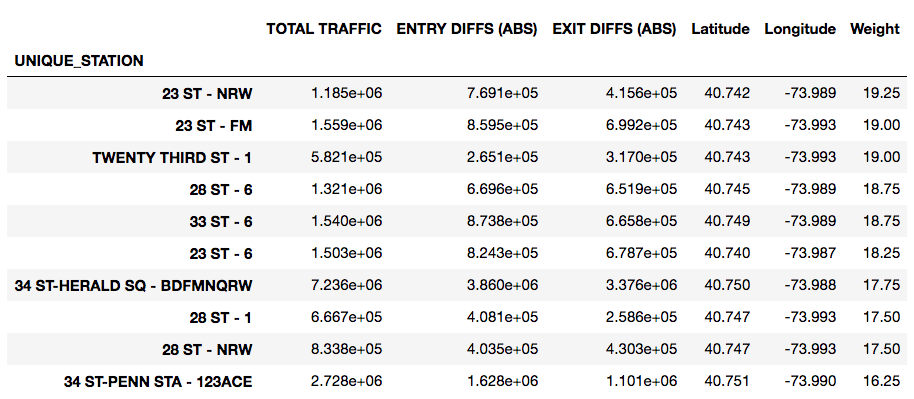 TOTAL TRAFFIC ENTRY DIFFS (ABS) EXIT DIFFS (ABS) Latitude Longitude Weight
UNIQUE_STATION
23 ST - NRW 1.185e+06 7.691e+05 4.156e+05 40.742 -73.989 19.25
23 ST - FM 1.559e+06 8.595e+05 6.992e+05 40.743 -73.993 19.00
TWENTY THIRD ST - 1 5.821e+05 2.651e+05 3.170e+05 40.743 -73.993 19.00
28 ST - 6 1.321e+06 6.696e+05 6.519e+05 40.745 -73.989 18.75
33 ST - 6 1.540e+06 8.738e+05 6.658e+05 40.749 -73.989 18.75
23 ST - 6 1.503e+06 8.243e+05 6.787e+05 40.740 -73.987 18.25
34 ST-HERALD SQ - BDFMNQRW 7.236e+06 3.860e+06 3.376e+06 40.750 -73.988 17.75
28 ST - 1 6.667e+05 4.081e+05 2.586e+05 40.747 -73.993 17.50
28 ST - NRW 8.338e+05 4.035e+05 4.303e+05 40.747 -73.993 17.50
34 ST-PENN STA - 123ACE 2.728e+06 1.628e+06 1.101e+06 40.751 -73.990 16.25